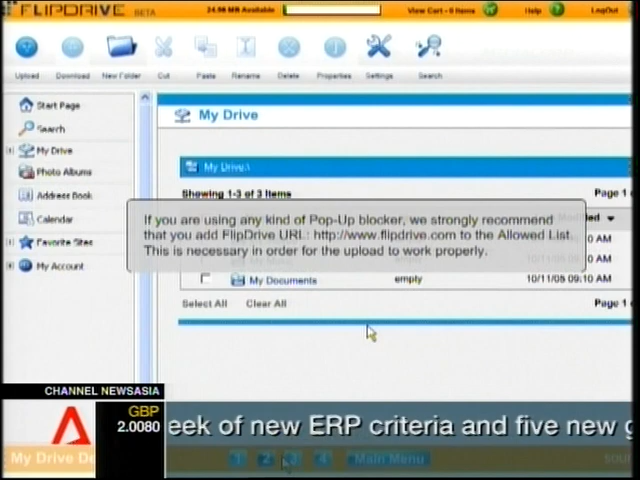 FLIPDRIVE BETA
24.98 MB Available
View Cart - 0 Items
Help
LogOut
Upload
Download
New Folder
Cut
Paste
Rename
Delete
Properties
Settings
Search
Start Page
Search
My Drive
Photo Albums
Address Book
Calendar
Favorite Sites
My Account
My Drive
My Drive:\
Showing 1-3 of 3 Items
Page 1
If you are using any kind of Pop-Up blocker, we strongly recommend
that you add FlipDrive URL: http://www.flipdrive.com to the Allowed List.
This is necessary in order for the upload to work properly.
My Documents
empty
10/11/05 09:10 AM
Select All
Clear All
Page 1
CHANNEL NEWSASIA
GBP
2.0080
eek of new ERP criteria and five new
My Drive De
1 2 3 4 Main Menu